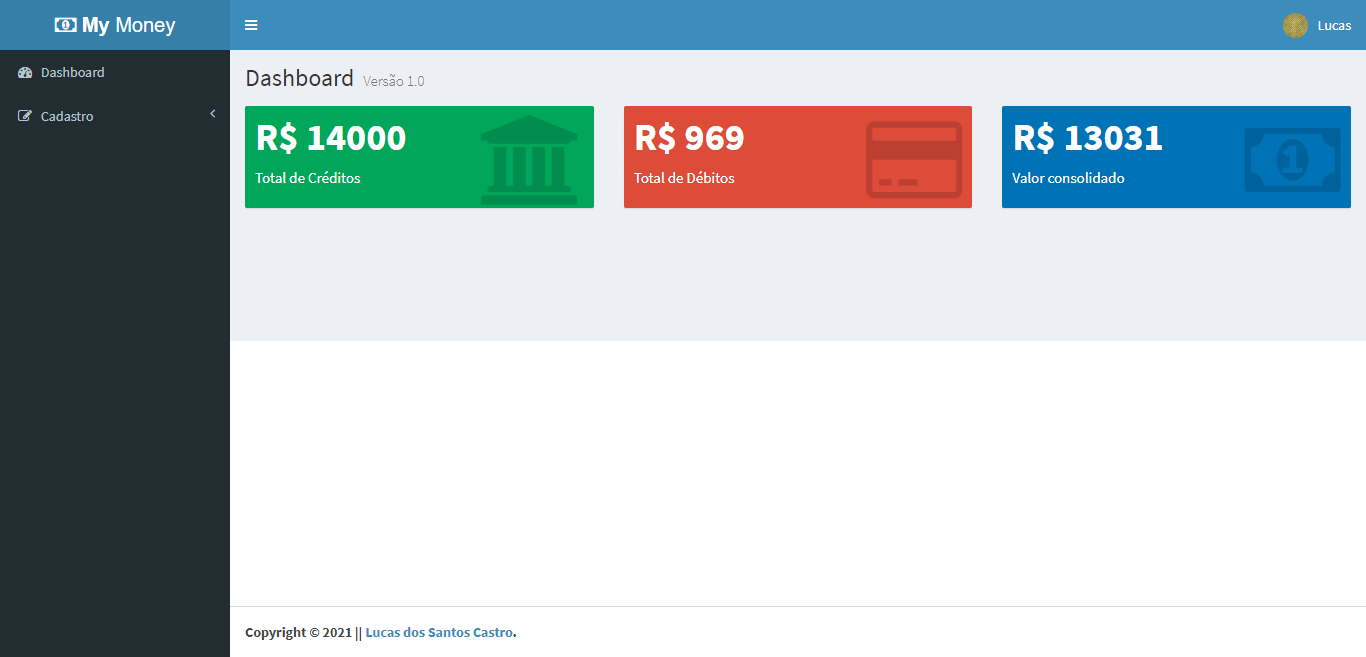 My Money
Lucas
Dashboard
Cadastro
Dashboard Versão 1.0
R$ 14000
Total de Créditos
R$ 969
Total de Débitos
1
R$ 13031
Valor consolidado
Copyright © 2021 || Lucas dos Santos Castro.